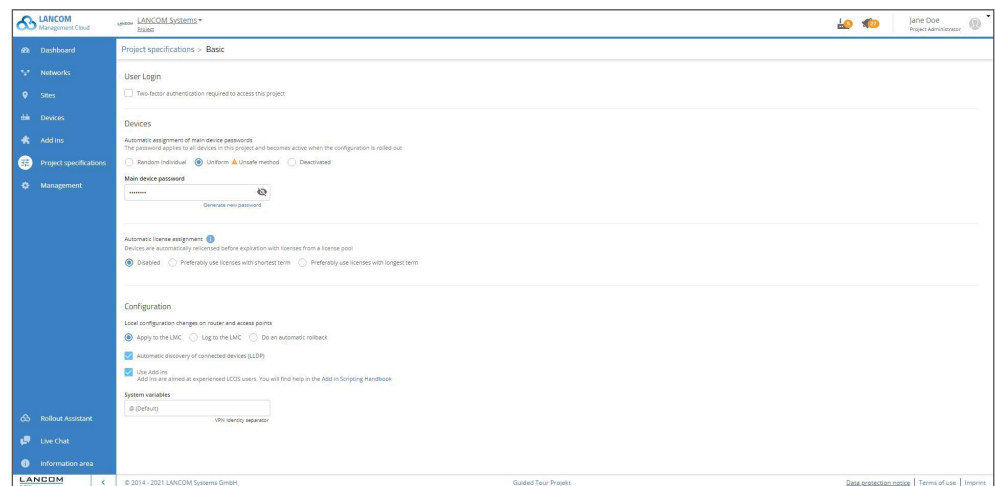 LANCOM
Management Cloud
LANCOM Systems
Project
Jane Doe
Project Administrator
Dashboard
Networks
Sites
Devices
Add ins
Project specifications
Management
Rollout Assistant
Live Chat
Information area
LANCOM
Project specifications > Basic
User Login
Two-factor authentication required to access this project
Devices
Automatic assignment of main device passwords
The password applies to all devices in this project and becomes active when the configuration is rolled out
Random individual Uniform Unsafe method Deactivated
Main device password
••••••••
Generate new password
Automatic license assignment
Devices are automatically relicensed before expiration with licenses from a license pool
Disabled Preferably use licenses with shortest term Preferably use licenses with longest term
Configuration
Local configuration changes on router and access points
Apply to the LMC Log to the LMC Do an automatic rollback
Automatic discovery of connected devices (LLDP)
Use Add ins
Add ins are aimed at experienced LCOS users. You will find help in the Add in Scripting Handbook
System variables
@ (Default)
VPN identity separator
© 2014 - 2021 LANCOM Systems GmbH Guided Tour Projekt Data protection notice | Terms of use | Imprint